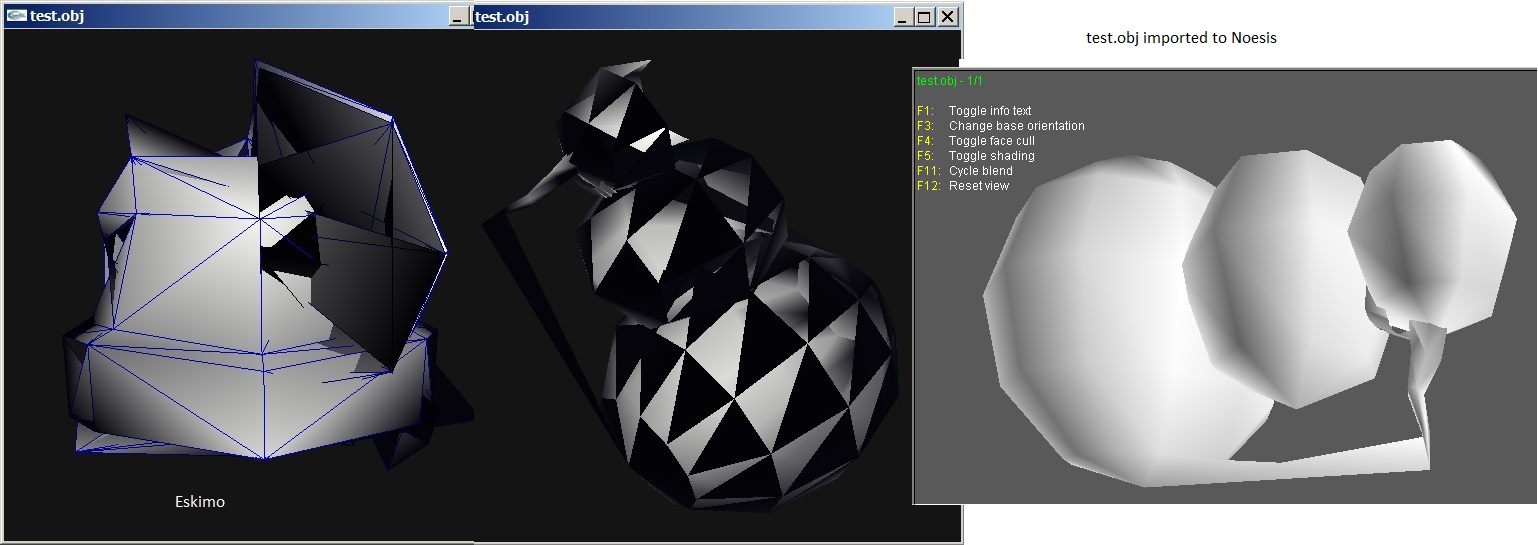 test.obj
test.obj
test.obj imported to Noesis
test.obj - 1/1
F1: Toggle info text
F3: Change base orientation
F4: Toggle face cull
F5: Toggle shading
F11: Cycle blend
F12: Reset view
Eskimo